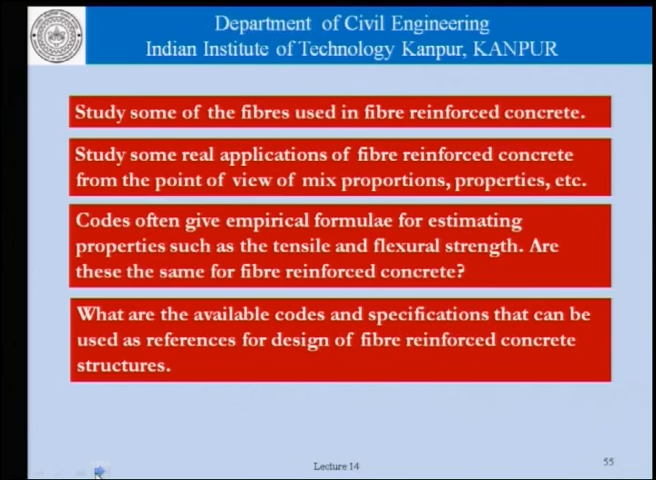 Department of Civil Engineering
Indian Institute of Technology Kanpur, KANPUR
Study some of the fibres used in fibre reinforced concrete.
Study some real applications of fibre reinforced concrete
from the point of view of mix proportions, properties, etc.
Codes often give empirical formulae for estimating
properties such as the tensile and flexural strength. Are
these the same for fibre reinforced concrete?
What are the available codes and specifications that can be
used as references for design of fibre reinforced concrete
structures.
Lecture 14
55